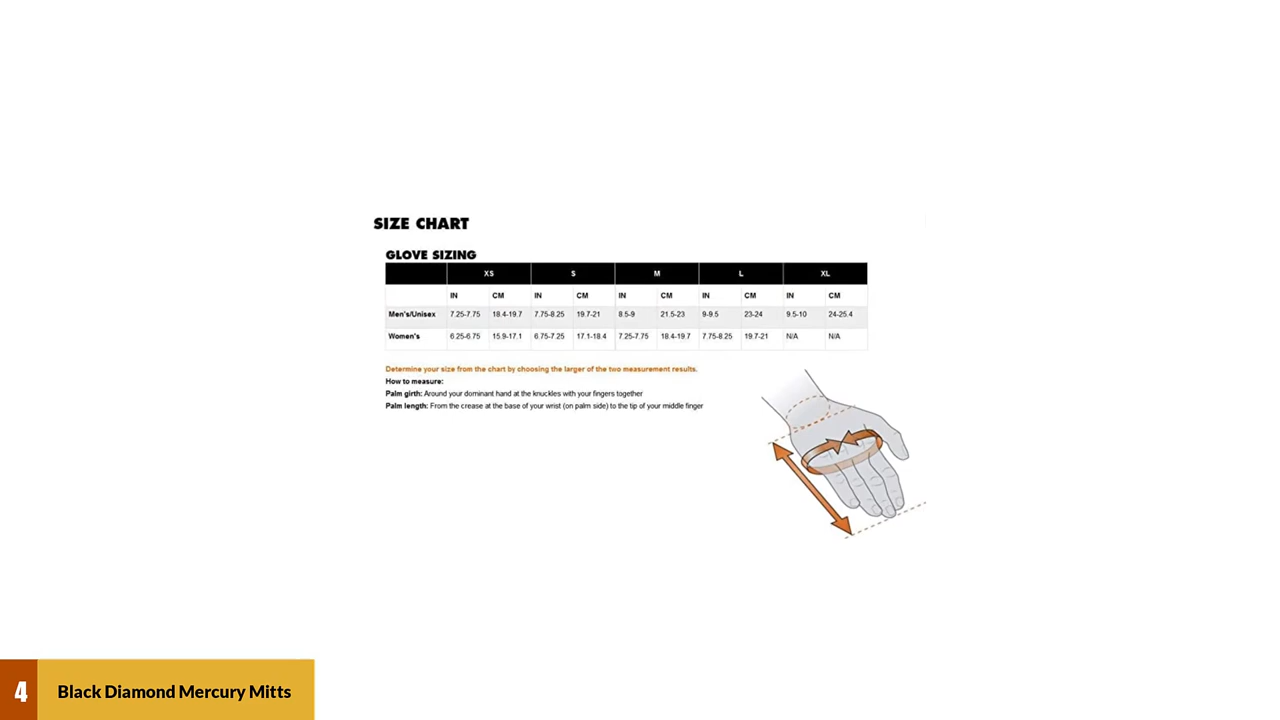 SIZE CHART
GLOVE SIZING
XS S M L XL
IN CM IN CM IN CM IN CM IN CM
Men's/Unisex 7.25-7.75 18.4-19.7 7.75-8.25 19.7-21 8.5-9 21.5-23 9-9.5 23-24 9.5-10 24-25.4
Women's 6.25-6.75 15.9-17.1 6.75-7.25 17.1-18.4 7.25-7.75 18.4-19.7 7.75-8.25 19.7-21 N/A N/A
Determine your size from the chart by choosing the larger of the two measurement results.
How to measure:
Palm girth: Around your dominant hand at the knuckles with your fingers together
Palm length: From the crease at the base of your wrist (on palm side) to the tip of your middle finger
4 Black Diamond Mercury Mitts